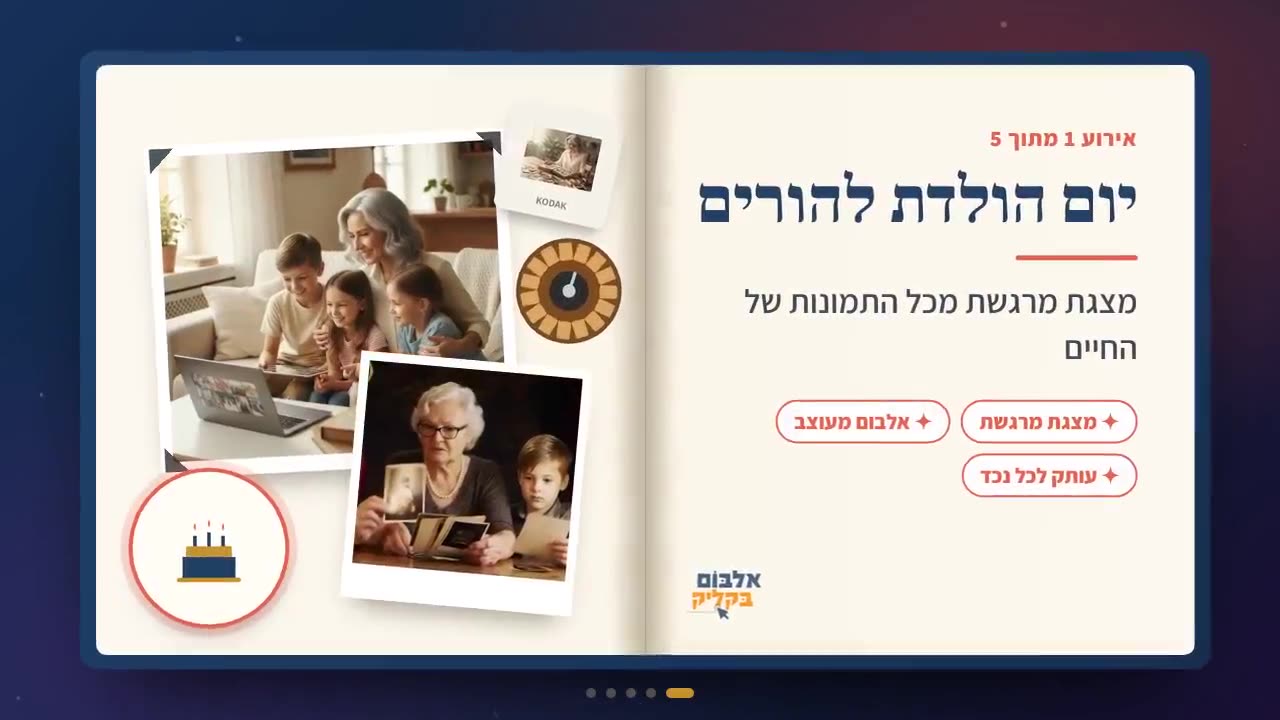 אירוע 1 מתוך 5
יום הולדת להורים
מצגת מרגשת מכל התמונות של
החיים
✦ מצגת מרגשת
✦ אלבום מעוצב
✦ עותק לכל נכד
אלבום
בקליק
KODAK